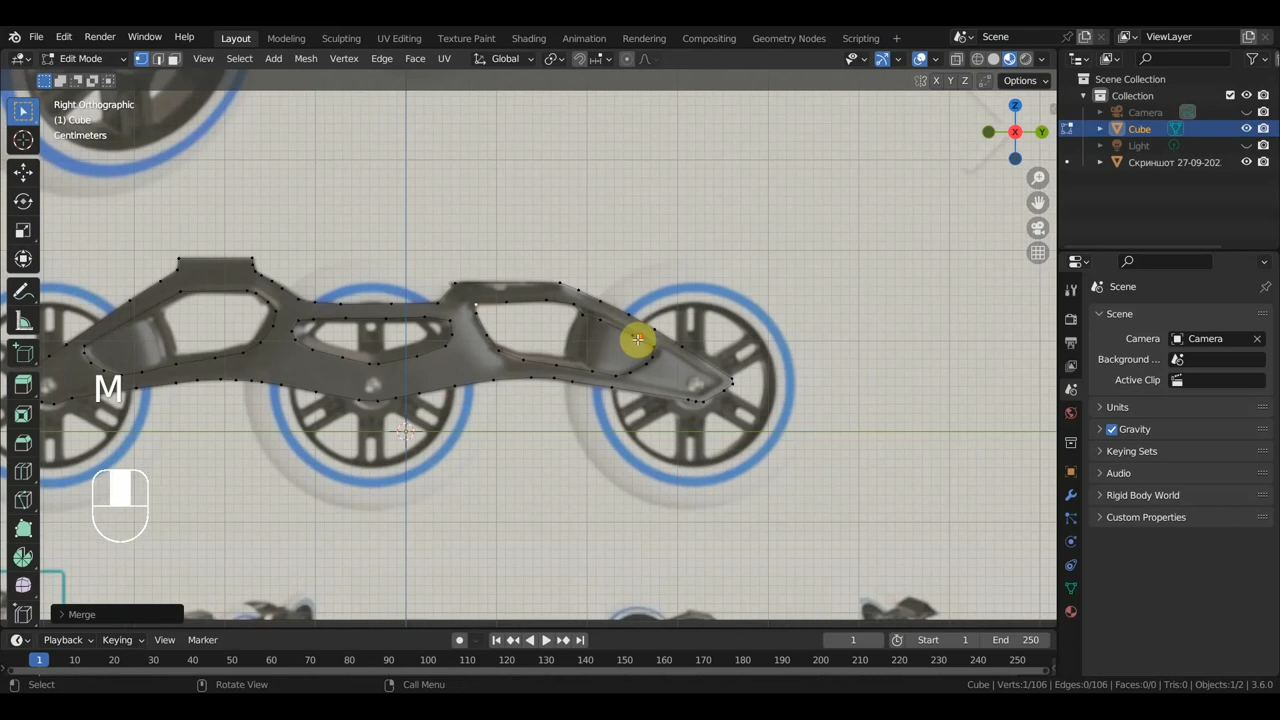 File Edit Render Window Help Layout Modeling Sculpting UV Editing Texture Paint Shading Animation Rendering Compositing Geometry Nodes Scripting + Scene ViewLayer
Edit Mode View Select Add Mesh Vertex Edge Face UV Global
X Y Z Options
Right Orthographic
(1) Cube
Centimeters
Z
X Y
M
Merge
Scene Collection
Collection
Camera
Cube
Light
Скриншот 27-09-202
Scene
Scene
Camera Camera
Background ...
Active Clip
Units
Gravity
Keying Sets
Audio
Rigid Body World
Custom Properties
Playback Keying View Marker 1 Start 1 End 250
1 10 20 30 40 50 60 70 80 90 100 110 120 130 140 150 160 170 180 190 200 210 220 230 240 250
Select Rotate View Call Menu Cube | Verts:1/106 | Edges:0/106 | Faces:0/0 | Tris:0 | Objects:1/2 | 3.6.0